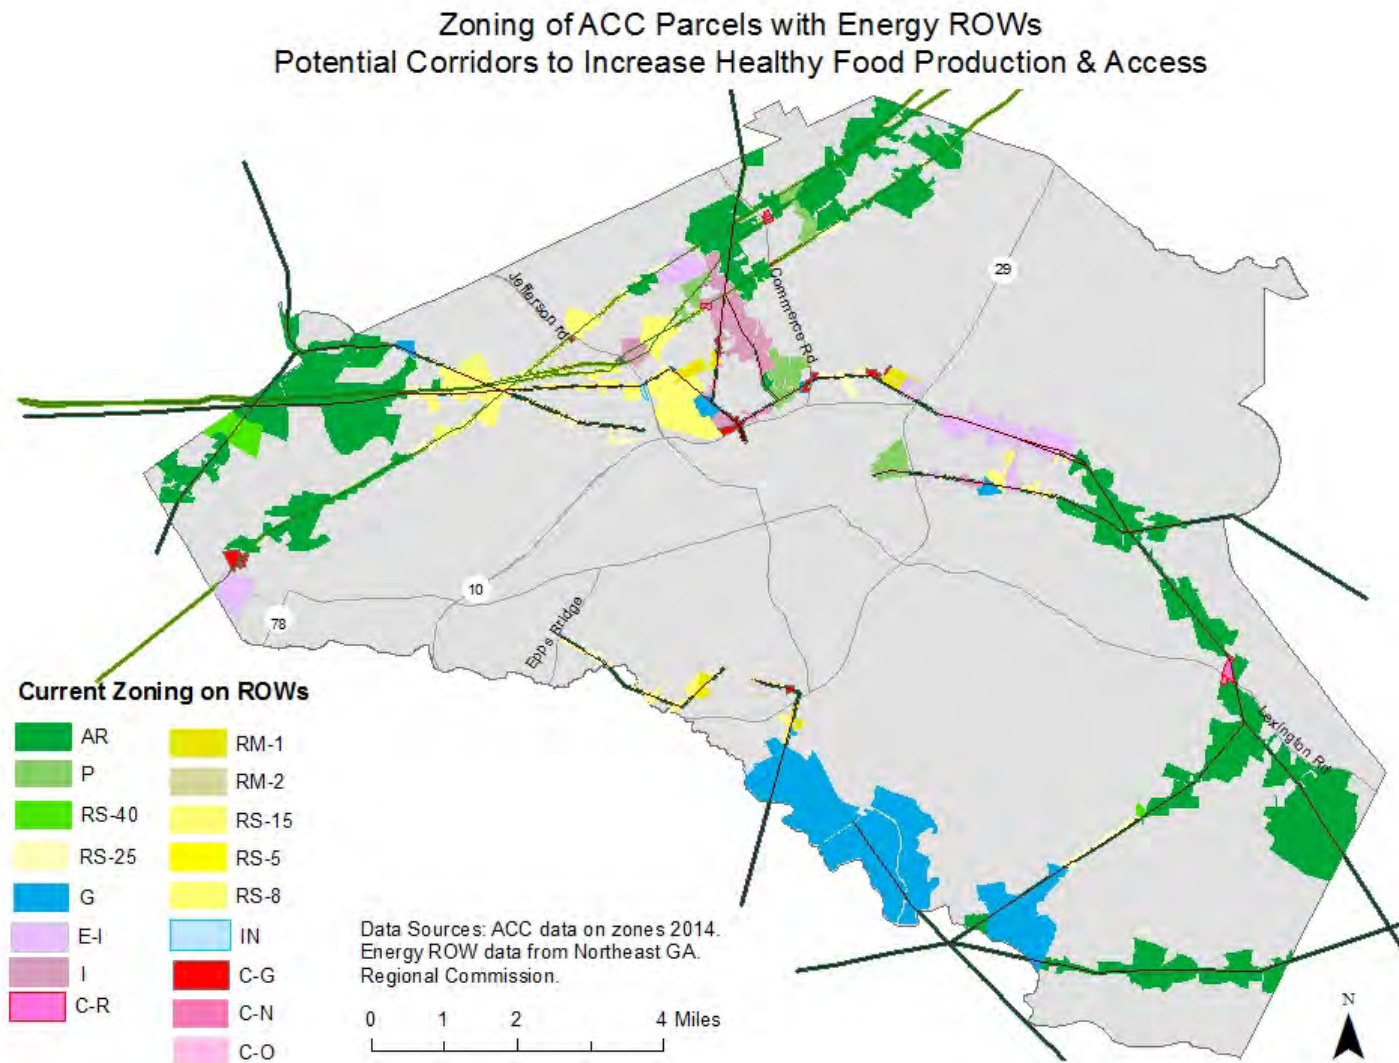 Zoning of ACC Parcels with Energy ROWs
Potential Corridors to Increase Healthy Food Production & Access
29
Jefferson rd
Commerce Rd
10
78
Epps Bridge
Lexington Rd
Current Zoning on ROWs
AR
P
RS-40
RS-25
G
E-I
I
C-R
RM-1
RM-2
RS-15
RS-5
RS-8
IN
C-G
C-N
C-O
Data Sources: ACC data on zones 2014.
Energy ROW data from Northeast GA.
Regional Commission.
0 1 2 4 Miles
N